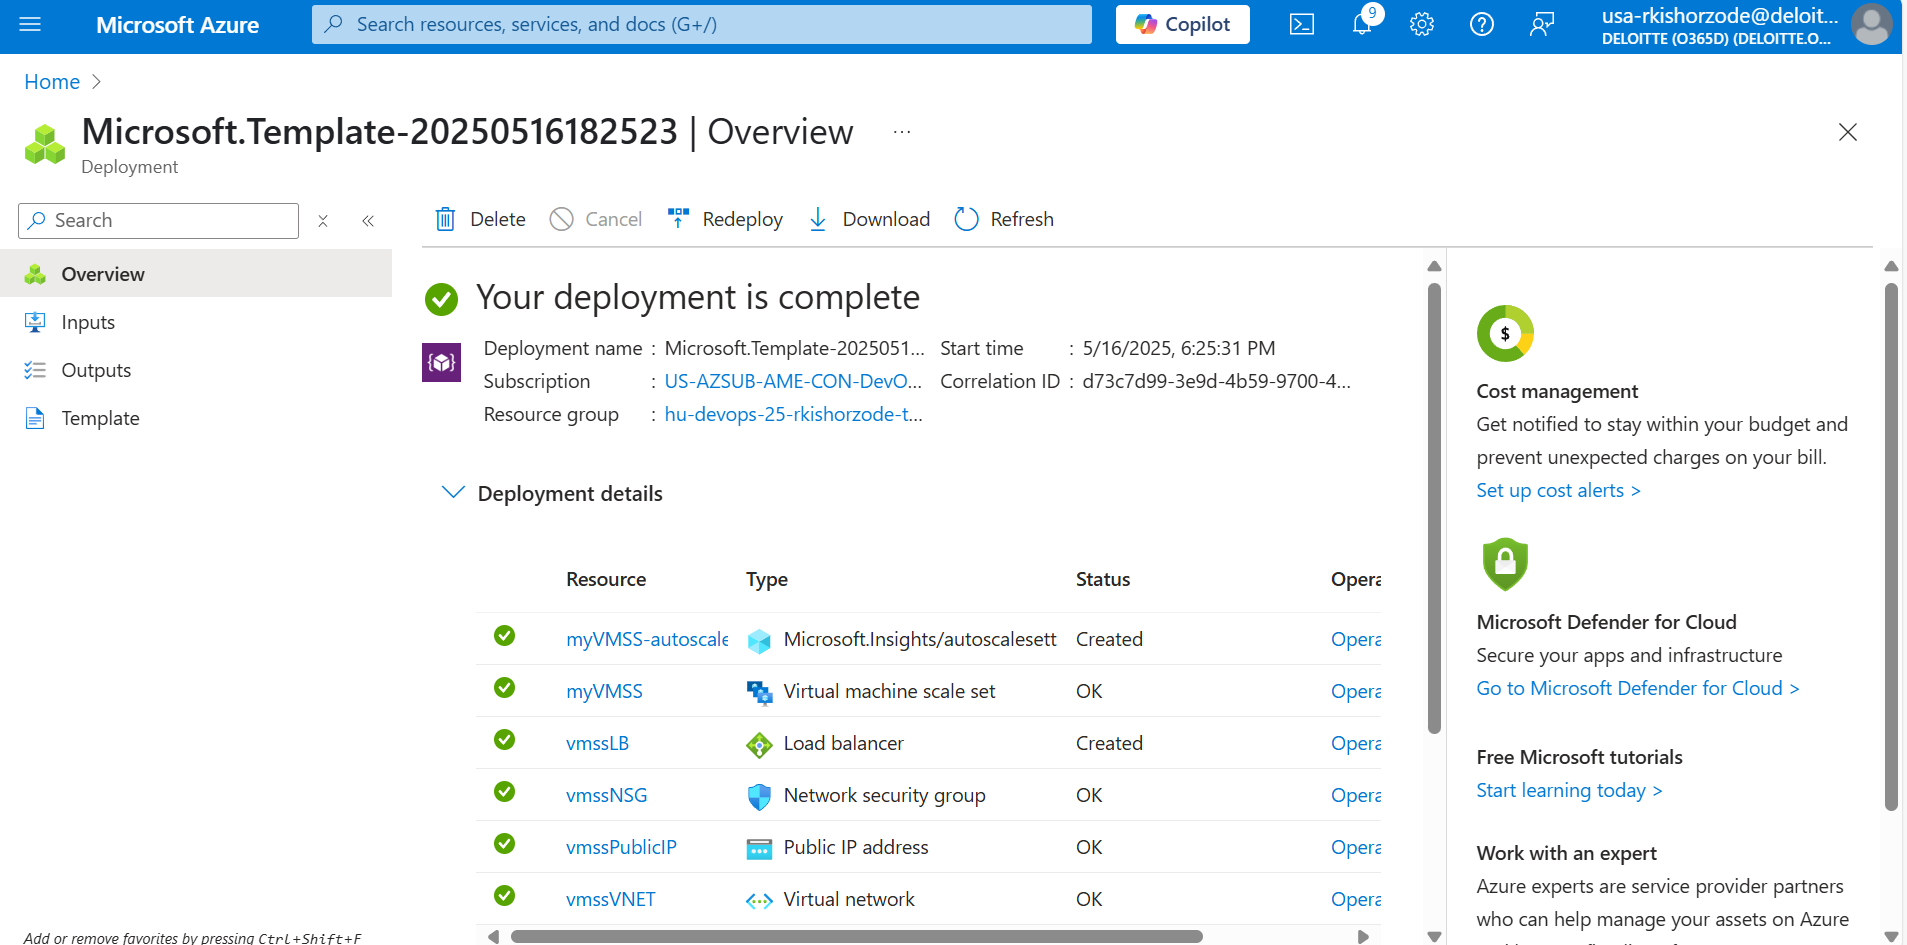 Microsoft Azure
Search resources, services, and docs (G+/)
Copilot
9
usa-rkishorzode@deloit...
DELOITTE (O365D) (DELOITTE.O...
Home
Microsoft.Template-20250516182523 | Overview ...
Deployment
Search
Delete Cancel Redeploy Download Refresh
Overview
Inputs
Outputs
Template
Your deployment is complete
Deployment name : Microsoft.Template-2025051... Start time : 5/16/2025, 6:25:31 PM
Subscription : US-AZSUB-AME-CON-DevO... Correlation ID : d73c7d99-3e9d-4b59-9700-4...
Resource group : hu-devops-25-rkishorzode-t...
Deployment details
Resource Type Status Opera
myVMSS-autoscale Microsoft.Insights/autoscalesett Created Opera
myVMSS Virtual machine scale set OK Opera
vmssLB Load balancer Created Opera
vmssNSG Network security group OK Opera
vmssPublicIP Public IP address OK Opera
vmssVNET Virtual network OK Opera
Add or remove favorites by pressing Ctrl+Shift+F
$
Cost management
Get notified to stay within your budget and
prevent unexpected charges on your bill.
Set up cost alerts >
Microsoft Defender for Cloud
Secure your apps and infrastructure
Go to Microsoft Defender for Cloud >
Free Microsoft tutorials
Start learning today >
Work with an expert
Azure experts are service provider partners
who can help manage your assets on Azure